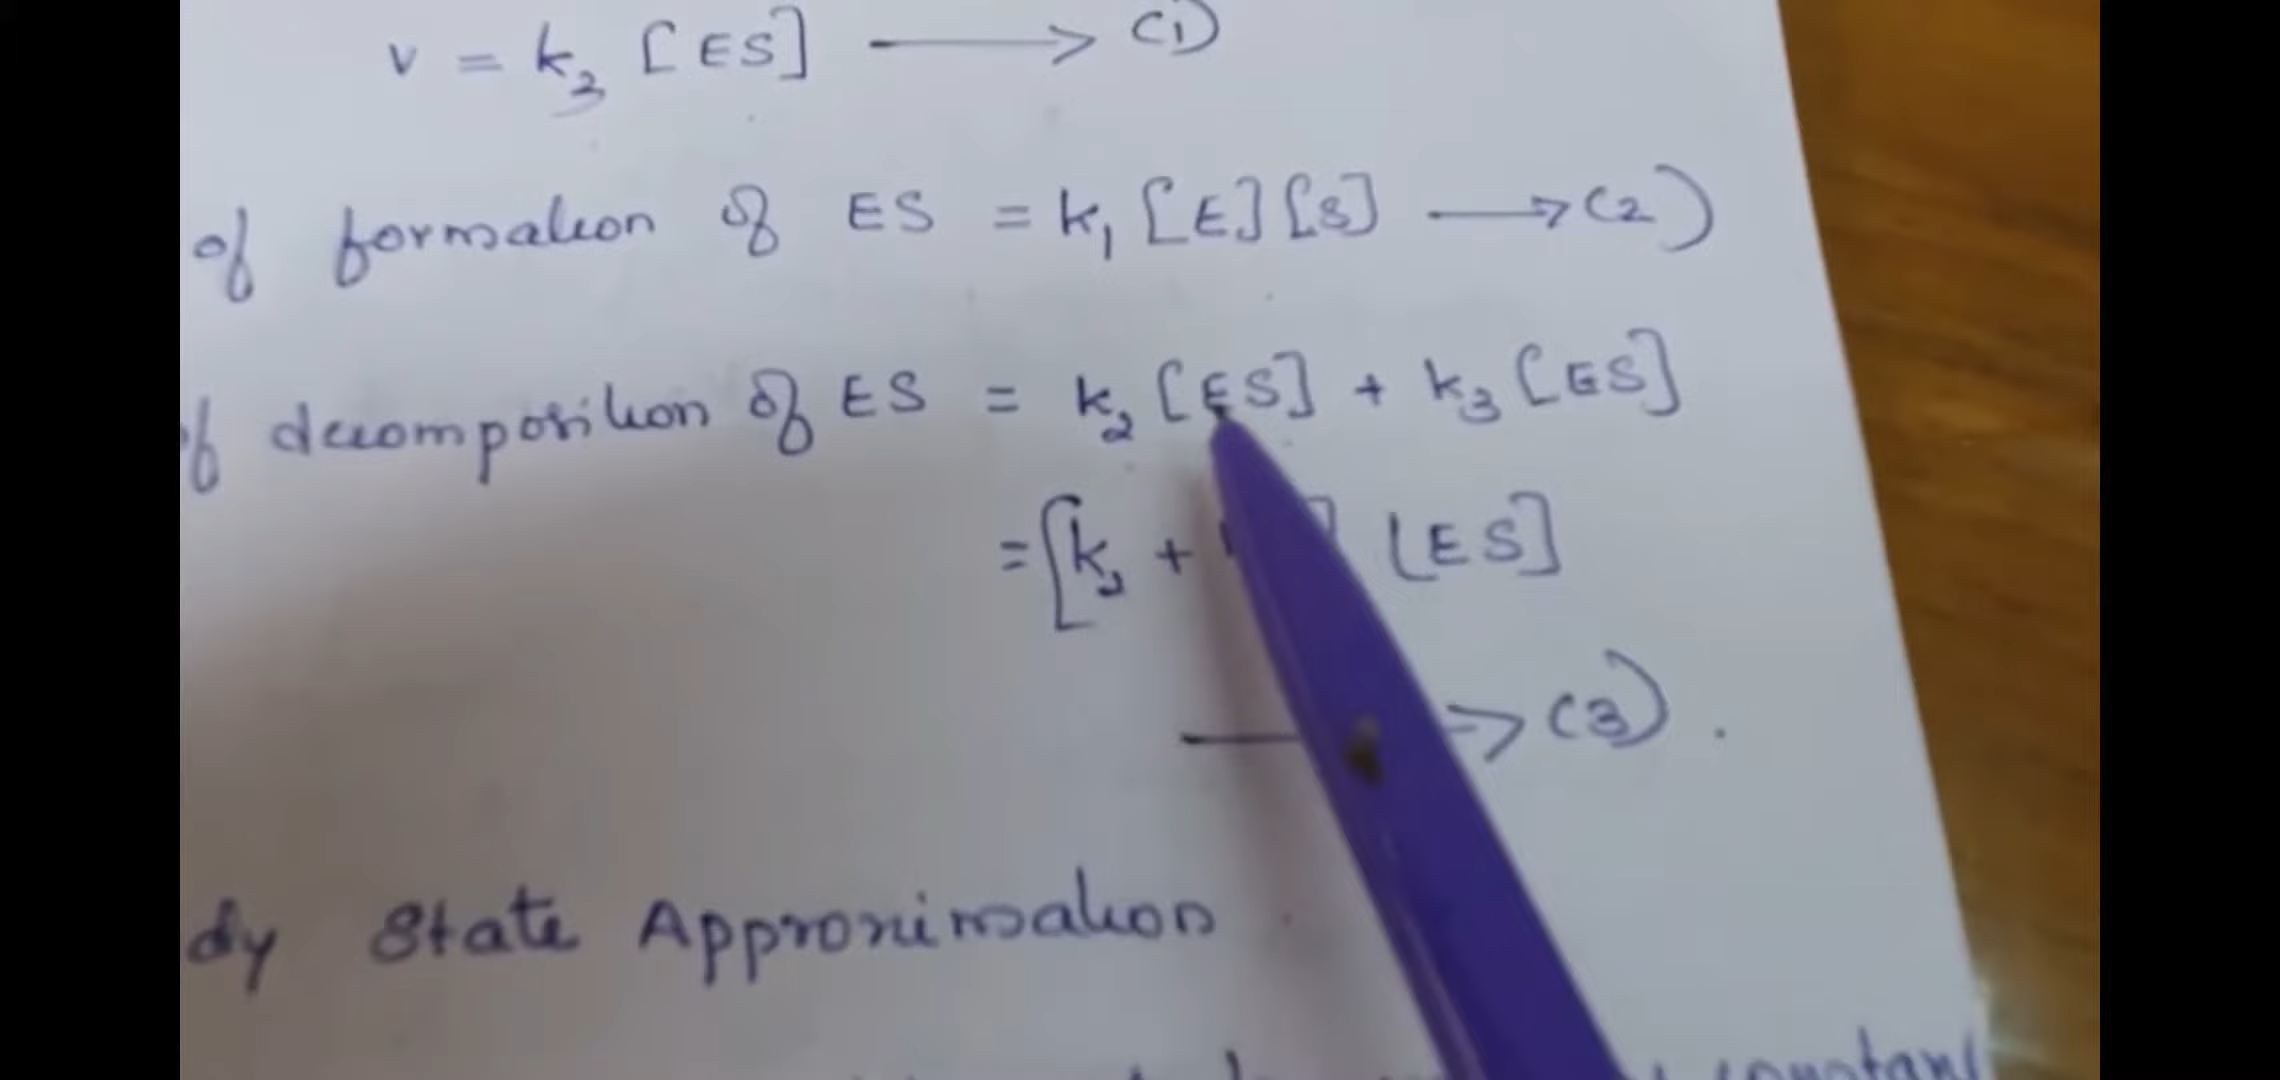 v = k₃ [ES] ⟶ (1)
of formation of ES = k₁ [E][S] ⟶ (2)
of decomposition of ES = k₂ [ES] + k₃ [ES]
= [k₂ + ] [ES]
⟶ (3).
dy State Approximation
constant